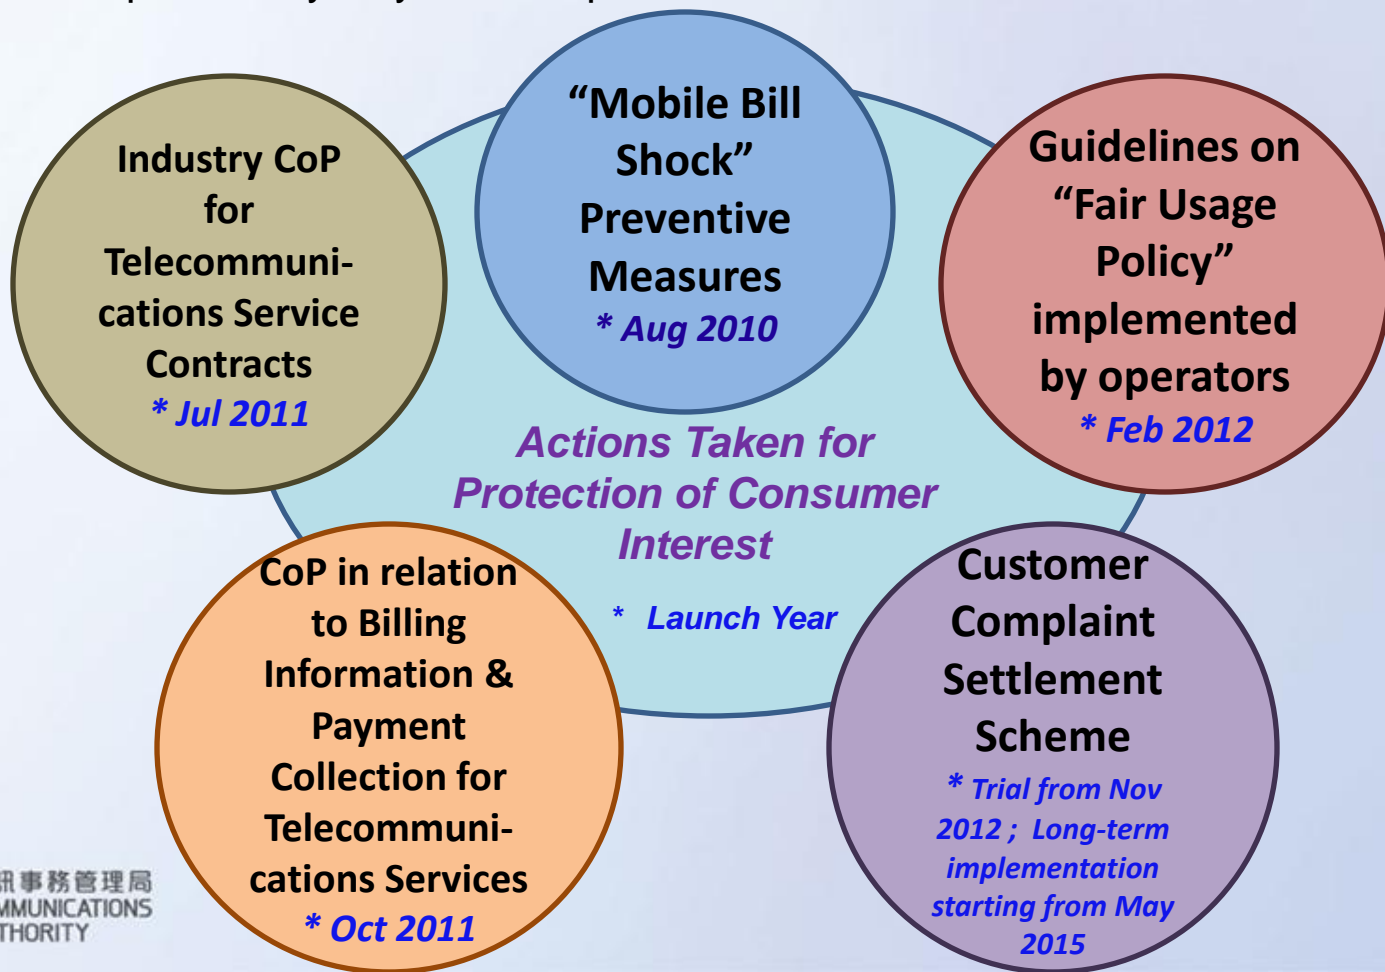 “Mobile Bill
Shock”
Preventive
Measures
* Aug 2010
Industry CoP
for
Telecommuni-
cations Service
Contracts
* Jul 2011
Guidelines on
“Fair Usage
Policy”
implemented
by operators
* Feb 2012
Actions Taken for
Protection of Consumer
Interest
* Launch Year
CoP in relation
to Billing
Information &
Payment
Collection for
Telecommuni-
cations Services
* Oct 2011
Customer
Complaint
Settlement
Scheme
* Trial from Nov
2012 ; Long-term
implementation
starting from May
2015
訊事務管理局
MMUNICATIONS
THORITY